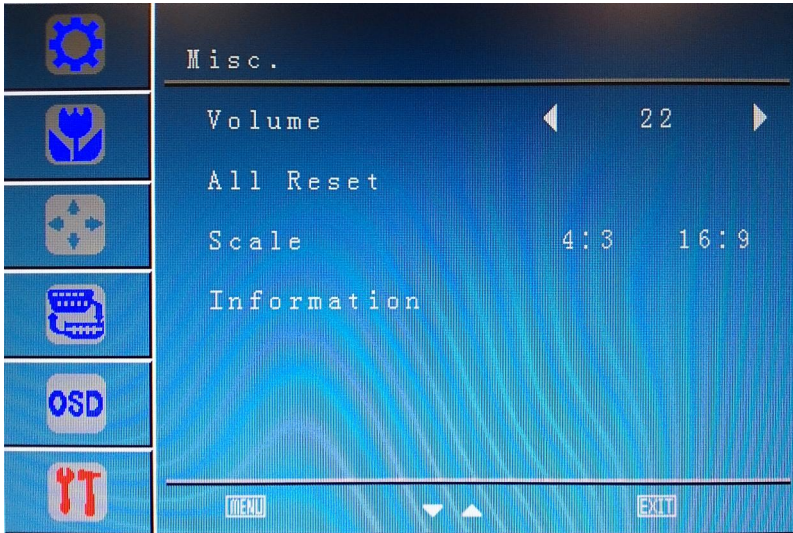 Misc.
Volume 22
All Reset
Scale 4:3 16:9
Information
OSD
MENU EXIT